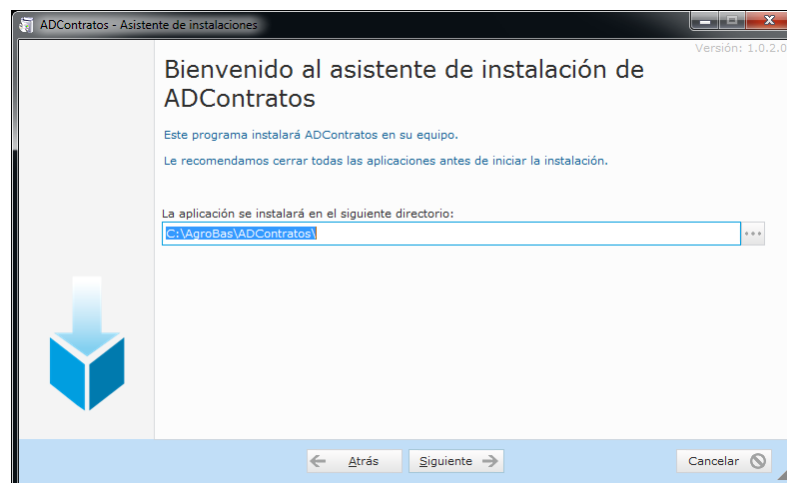 ADContratos - Asistente de instalaciones
Versión: 1.0.2.0
Bienvenido al asistente de instalación de
ADContratos
Este programa instalará ADContratos en su equipo.
Le recomendamos cerrar todas las aplicaciones antes de iniciar la instalación.
La aplicación se instalará en el siguiente directorio:
C:\AgroBas\ADContratos\
Atrás
Siguiente
Cancelar